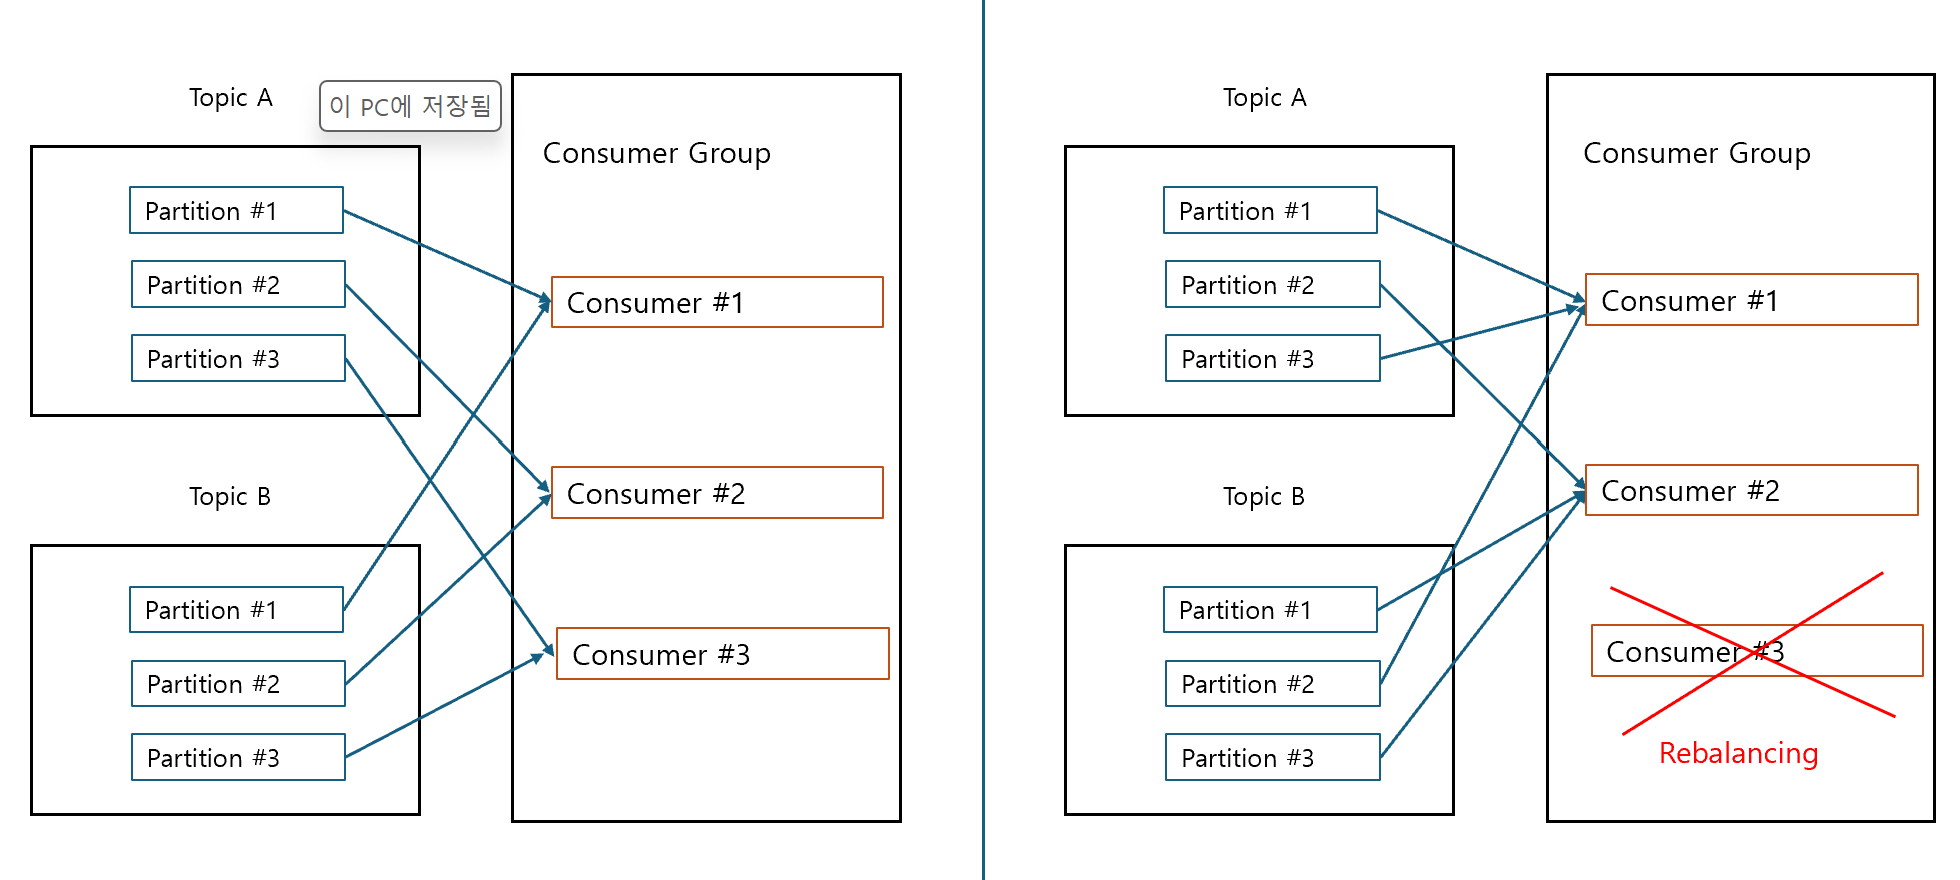 Topic A
이 PC에 저장됨
Consumer Group
Partition #1
Partition #2
Partition #3
Consumer #1
Consumer #2
Topic B
Partition #1
Partition #2
Partition #3
Consumer #3
Topic A
Consumer Group
Partition #1
Partition #2
Partition #3
Consumer #1
Consumer #2
Topic B
Partition #1
Partition #2
Partition #3
Consumer #3
Rebalancing